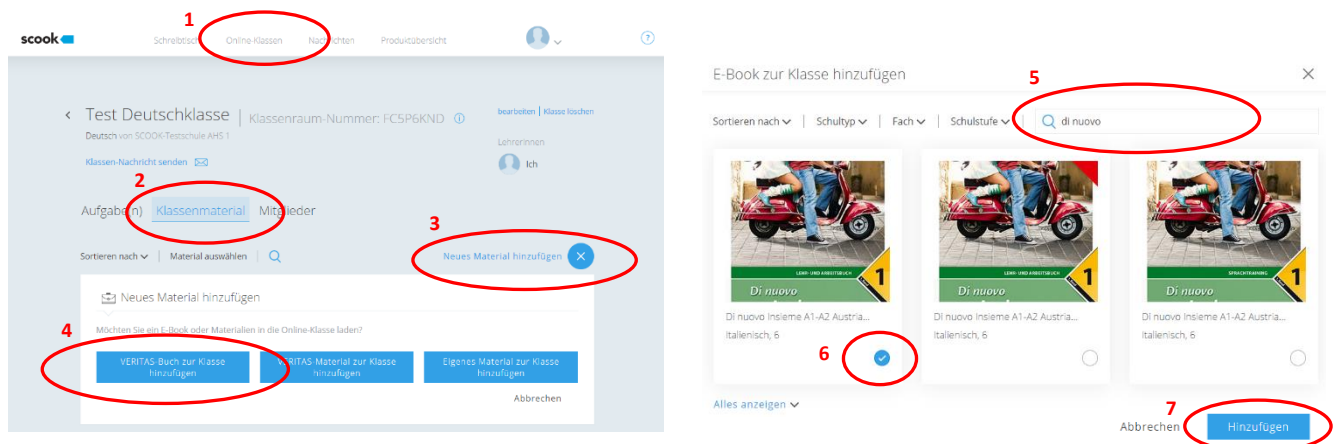 1
scook
Schreibtisch Online-Klassen Nachrichten Produktübersicht
?
Test Deutschklasse | Klassenraum-Nummer: FC5P6KND
bearbeiten | Klasse löschen
Deutsch von SCOOK-Testschule AHS 1
LehrerInnen
Klassen-Nachricht senden
Ich
2
Aufgabe(n) Klassenmaterial Mitglieder
3
Sortieren nach | Material auswählen
Neues Material hinzufügen
Neues Material hinzufügen
4
Möchten Sie ein E-Book oder Materialien in die Online-Klasse laden?
VERITAS-Buch zur Klasse hinzufügen
VERITAS-Material zur Klasse hinzufügen
Eigenes Material zur Klasse hinzufügen
Abbrechen
E-Book zur Klasse hinzufügen
5
Sortieren nach | Schultyp | Fach | Schulstufe
di nuovo
LEHR- UND ARBEITSBUCH
1
Di nuovo
Di nuovo Insieme A1-A2 Austria...
Italienisch, 6
LEHR- UND ARBEITSBUCH
1
Di nuovo
Di nuovo Insieme A1-A2 Austria...
Italienisch, 6
SPRACHTRAINING
1
Di nuovo
Di nuovo Insieme A1-A2 Austria...
Italienisch, 6
6
Alles anzeigen
7
Abbrechen
Hinzufügen